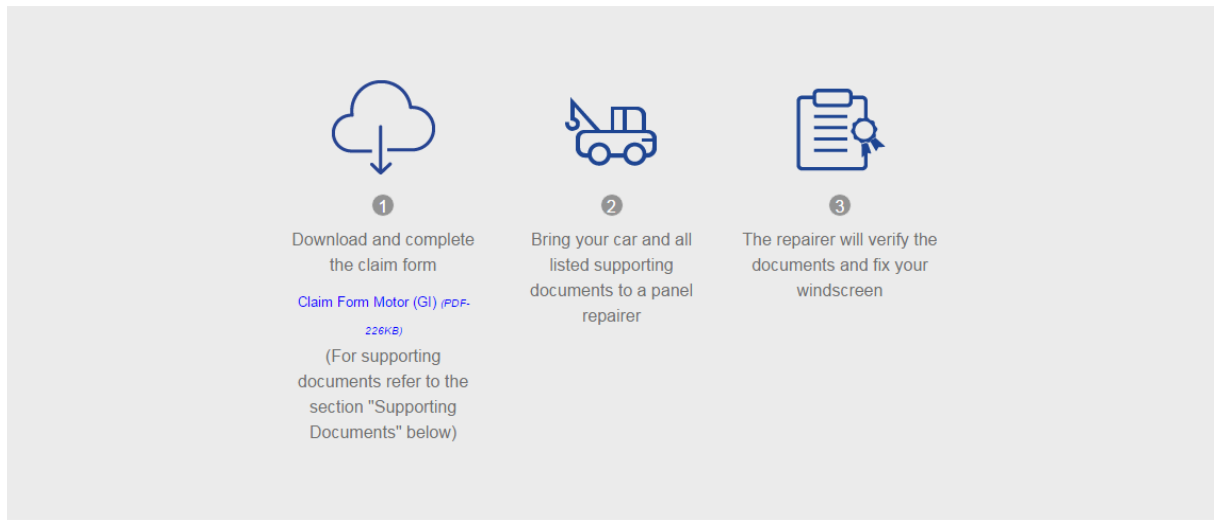 1
Download and complete
the claim form
Claim Form Motor (GI) (PDF-
226KB)
(For supporting
documents refer to the
section "Supporting
Documents" below)
2
Bring your car and all
listed supporting
documents to a panel
repairer
3
The repairer will verify the
documents and fix your
windscreen